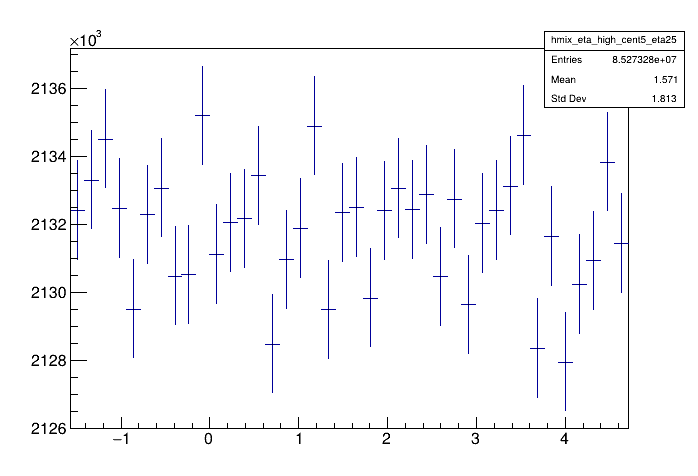 ×10³
hmix_eta_high_cent5_eta25
Entries 8.527328e+07
Mean 1.571
Std Dev 1.813
2136
2134
2132
2130
2128
2126
−1 0 1 2 3 4